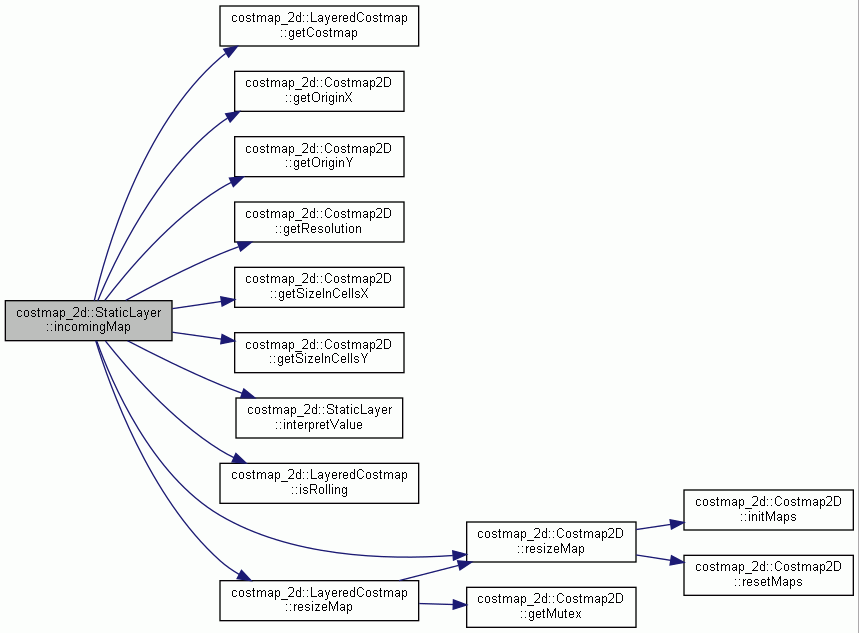 costmap_2d::LayeredCostmap
::getCostmap
costmap_2d::Costmap2D
::getOriginX
costmap_2d::Costmap2D
::getOriginY
costmap_2d::Costmap2D
::getResolution
costmap_2d::Costmap2D
::getSizeInCellsX
costmap_2d::StaticLayer
::incomingMap
costmap_2d::Costmap2D
::getSizeInCellsY
costmap_2d::StaticLayer
::interpretValue
costmap_2d::LayeredCostmap
::isRolling
costmap_2d::Costmap2D
::initMaps
costmap_2d::Costmap2D
::resizeMap
costmap_2d::Costmap2D
::resetMaps
costmap_2d::LayeredCostmap
::resizeMap
costmap_2d::Costmap2D
::getMutex